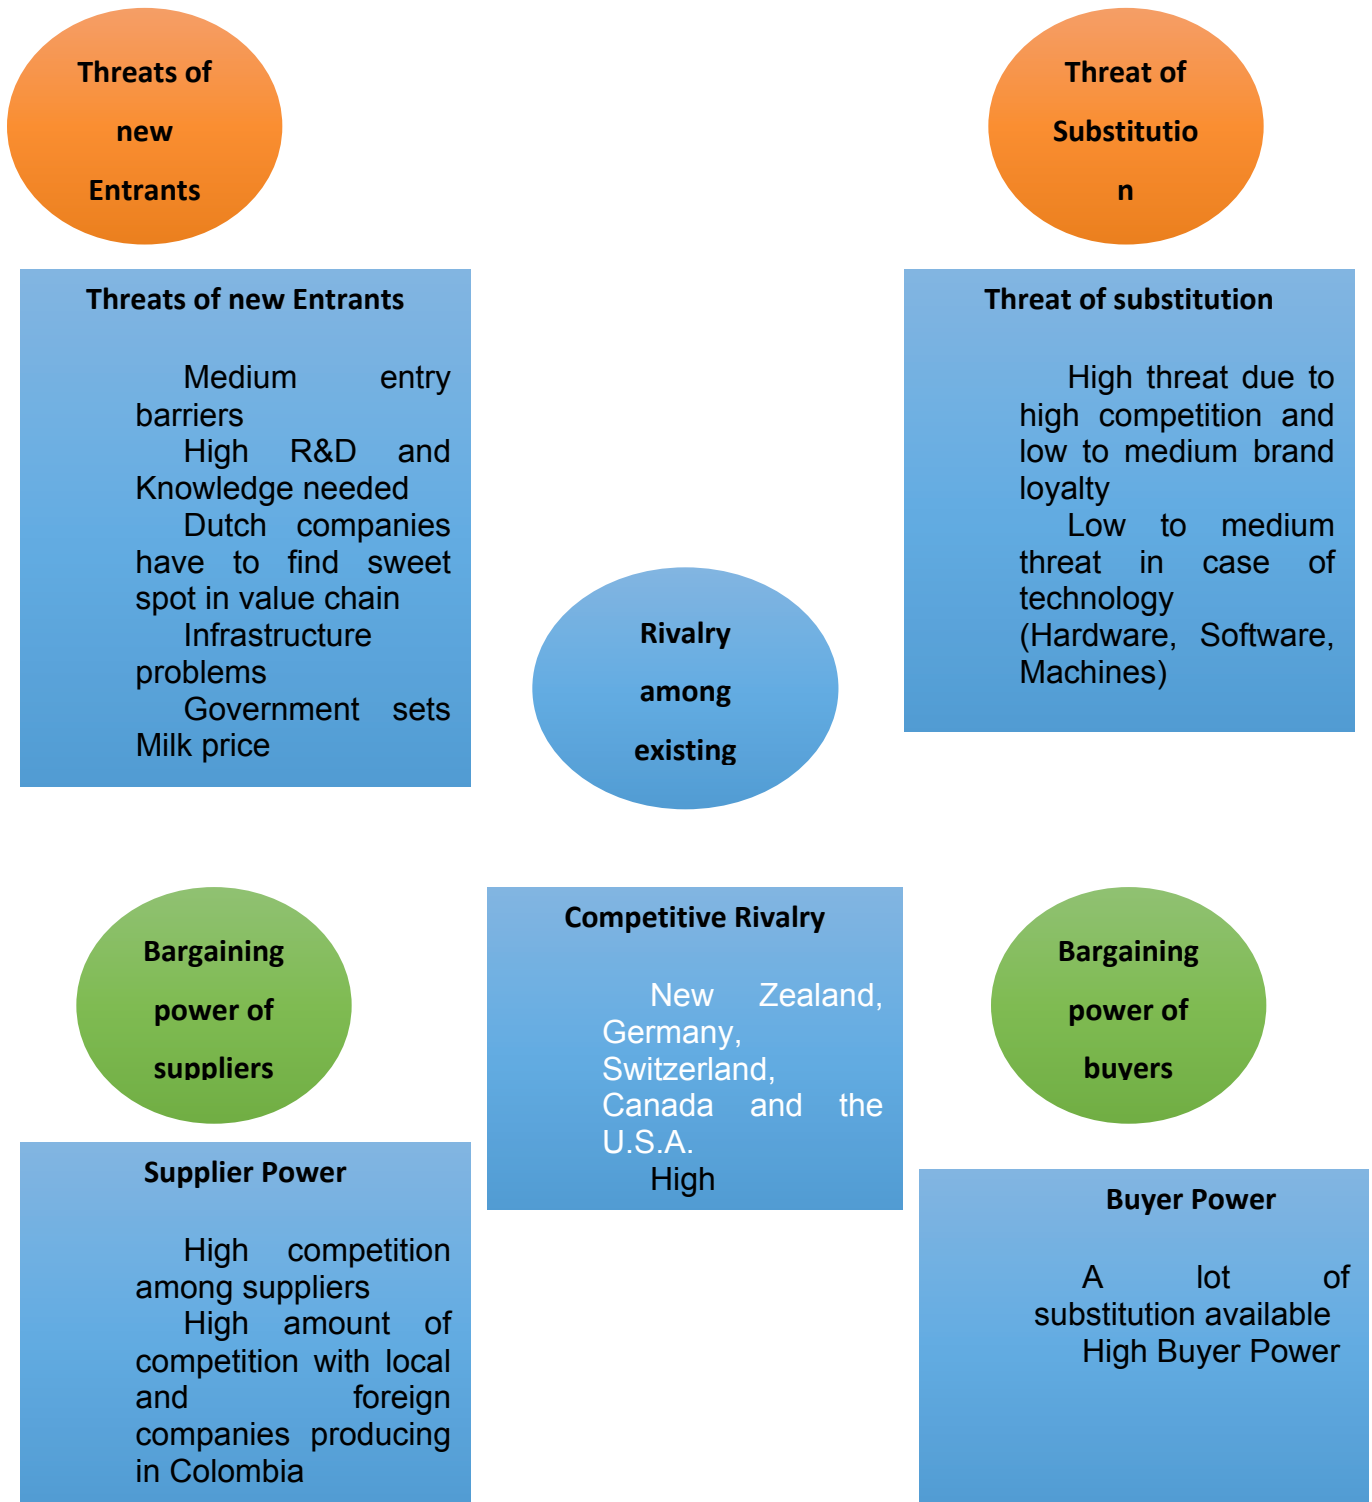 Threats of
new
Entrants
Threat of
Substitutio
n
Threats of new Entrants
Medium entry
barriers
High R&D and
Knowledge needed
Dutch companies
have to find sweet
spot in value chain
Infrastructure
problems
Government sets
Milk price
Threat of substitution
High threat due to
high competition and
low to medium brand
loyalty
Low to medium
threat in case of
technology
(Hardware, Software,
Machines)
Rivalry
among
existing
Bargaining
power of
suppliers
Competitive Rivalry
New Zealand,
Germany,
Switzerland,
Canada and the
U.S.A.
High
Bargaining
power of
buyers
Supplier Power
High competition
among suppliers
High amount of
competition with local
and foreign
companies producing
in Colombia
Buyer Power
A lot of
substitution available
High Buyer Power